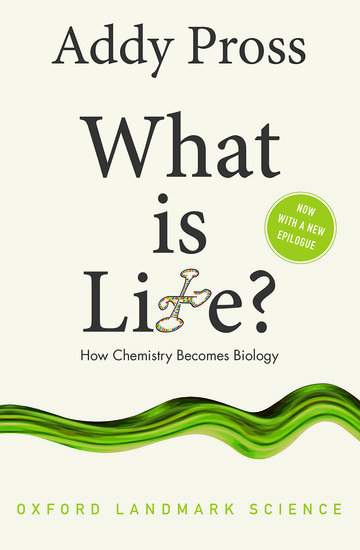 Addy Pross
What
is
Life?
NOW
WITH A NEW
EPILOGUE
How Chemistry Becomes Biology
OXFORD LANDMARK SCIENCE